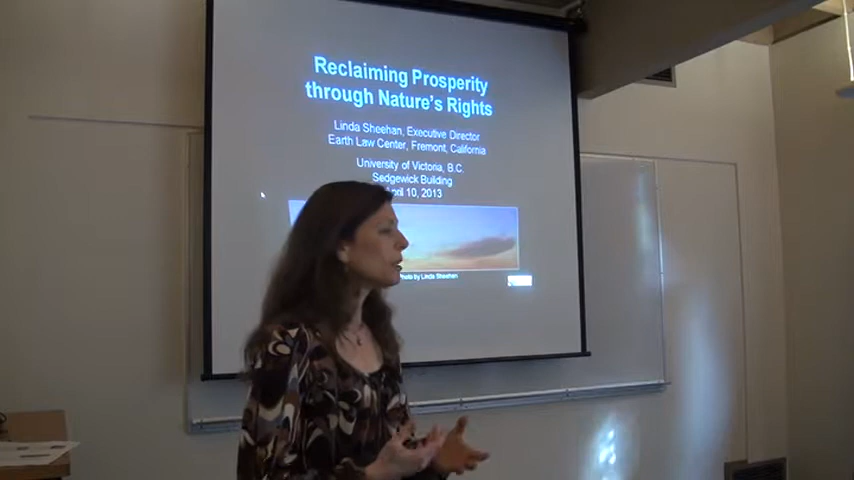 Reclaiming Prosperity
through Nature's Rights
Linda Sheehan, Executive Director
Earth Law Center, Fremont, California
University of Victoria, B.C.
Sedgewick Building
April 10, 2013
Photo by Linda Sheehan